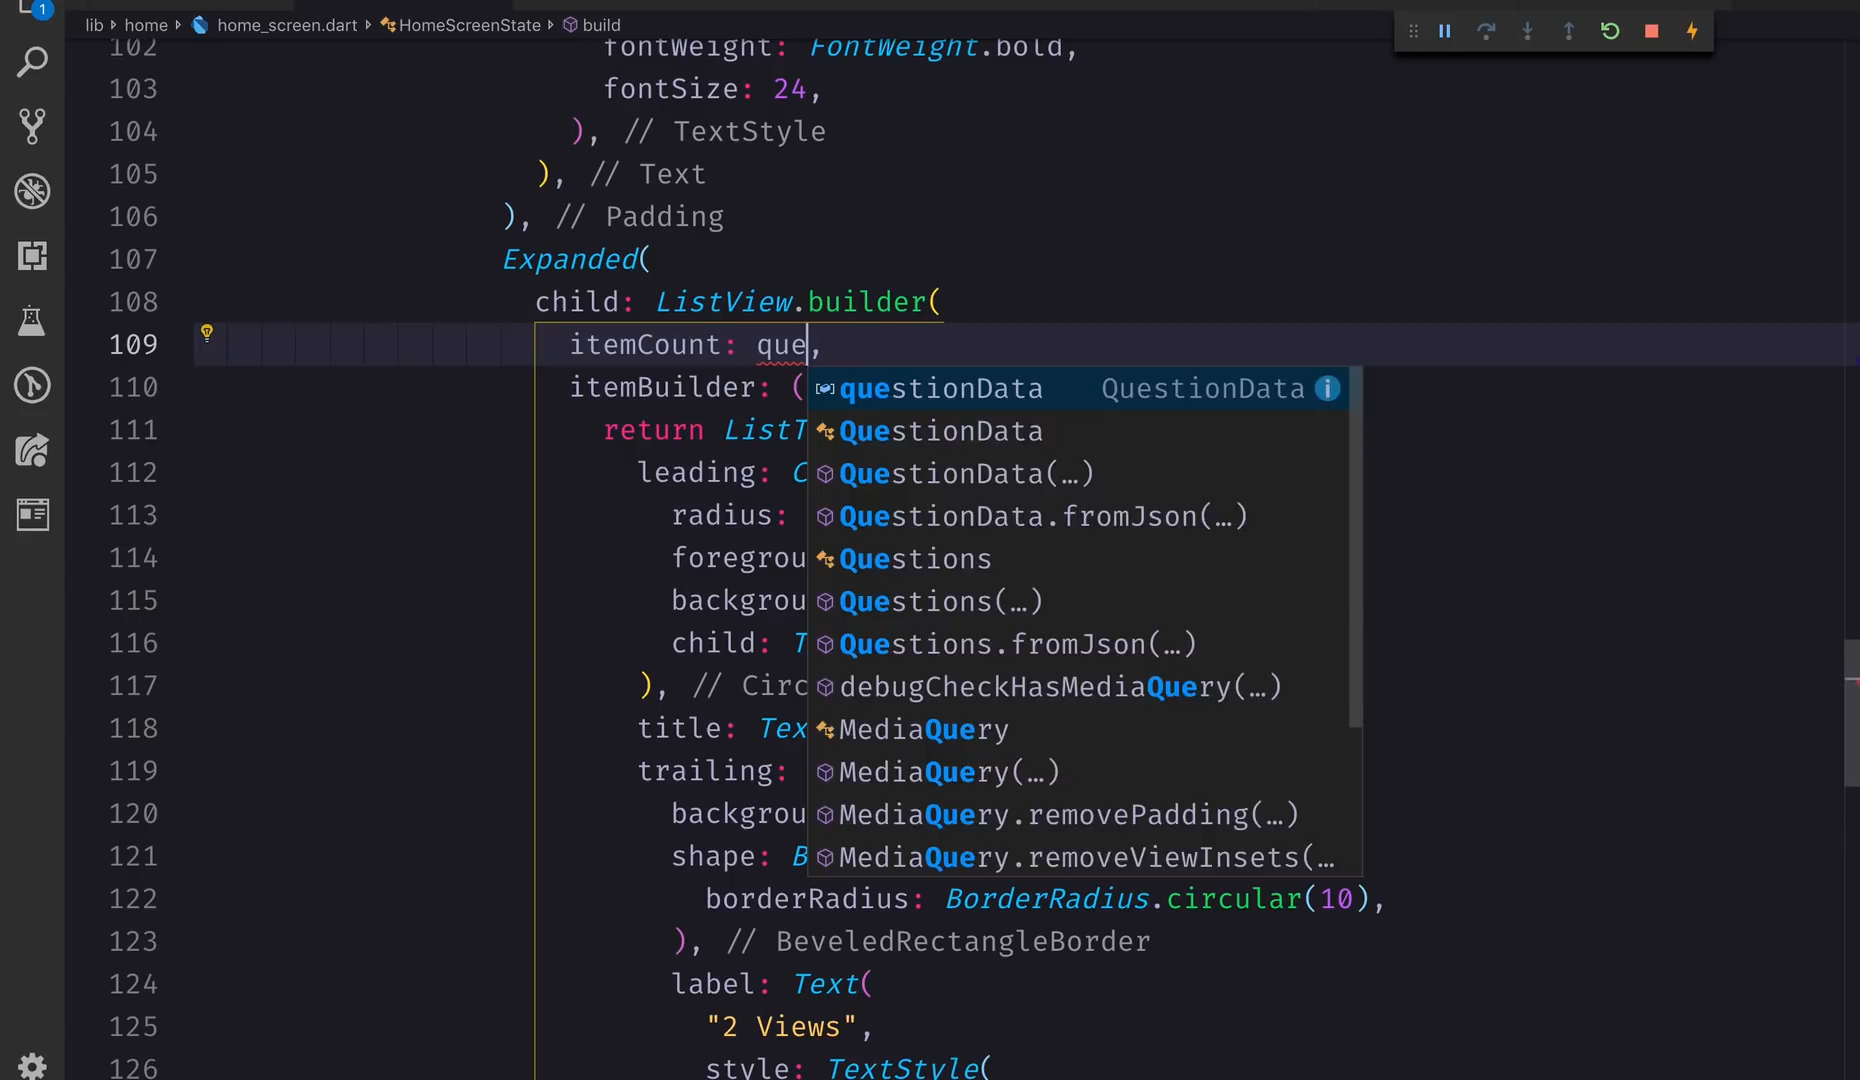 1
lib home home_screen.dart HomeScreenState build
102 fontWeight: FontWeight.bold,
103 fontSize: 24,
104 ), // TextStyle
105 ), // Text
106 ), // Padding
107 Expanded(
108 child: ListView.builder(
109 itemCount: que,
110 itemBuilder: ( questionData QuestionData
111 return ListT QuestionData
112 leading: C QuestionData(…)
113 radius: QuestionData.fromJson(…)
114 foregrou Questions
115 backgrou Questions(…)
116 child: T Questions.fromJson(…)
117 ), // Circ debugCheckHasMediaQuery(…)
118 title: Tex MediaQuery
119 trailing: MediaQuery(…)
120 backgrou MediaQuery.removePadding(…)
121 shape: B MediaQuery.removeViewInsets(…
122 borderRadius: BorderRadius.circular(10),
123 ), // BeveledRectangleBorder
124 label: Text(
125 "2 Views",
126 style: TextStyle(